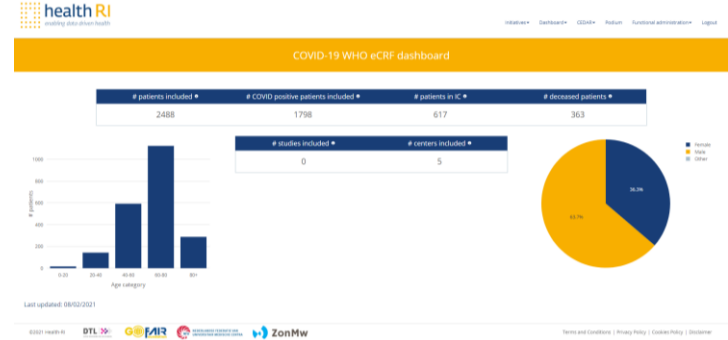 health RI
enabling data driven health
Initiatives Dashboard CEDAR Podium Functional administration Logout
COVID-19 WHO eCRF dashboard
# patients included # COVID positive patients included # patients in IC # deceased patients
2488 1798 617 363
# studies included # centers included
0 5
1000
800
600
400
200
0
# patients
0-20 20-40 40-60 60-80 80+
Age category
36.3%
63.7%
Female
Male
Other
Last updated: 08/02/2021
©2021 Health-RI DTL GO FAIR ZonMw
Terms and Conditions | Privacy Policy | Cookies Policy | Disclaimer